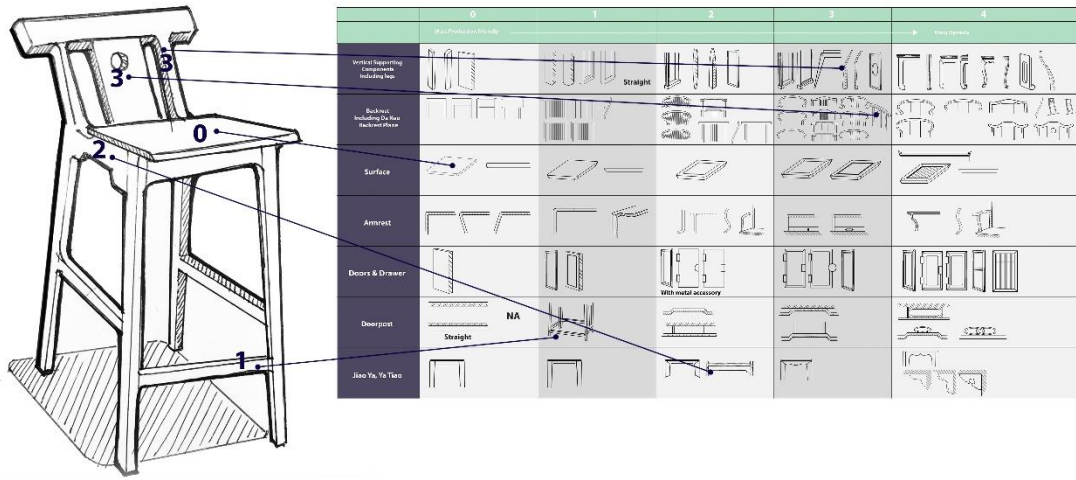 0 1 2 3 4
Mass Production friendly
Ming Dynasty
Vertical Supporting
Components
Including legs
Straight
Backrest
Including Da Nao
Backrest Plane
Surface
Armrest
Doors & Drawer
With metal accessory
Doorpost
NA
Straight
Jiao Ya, Ya Tiao
3
3
0
2
1